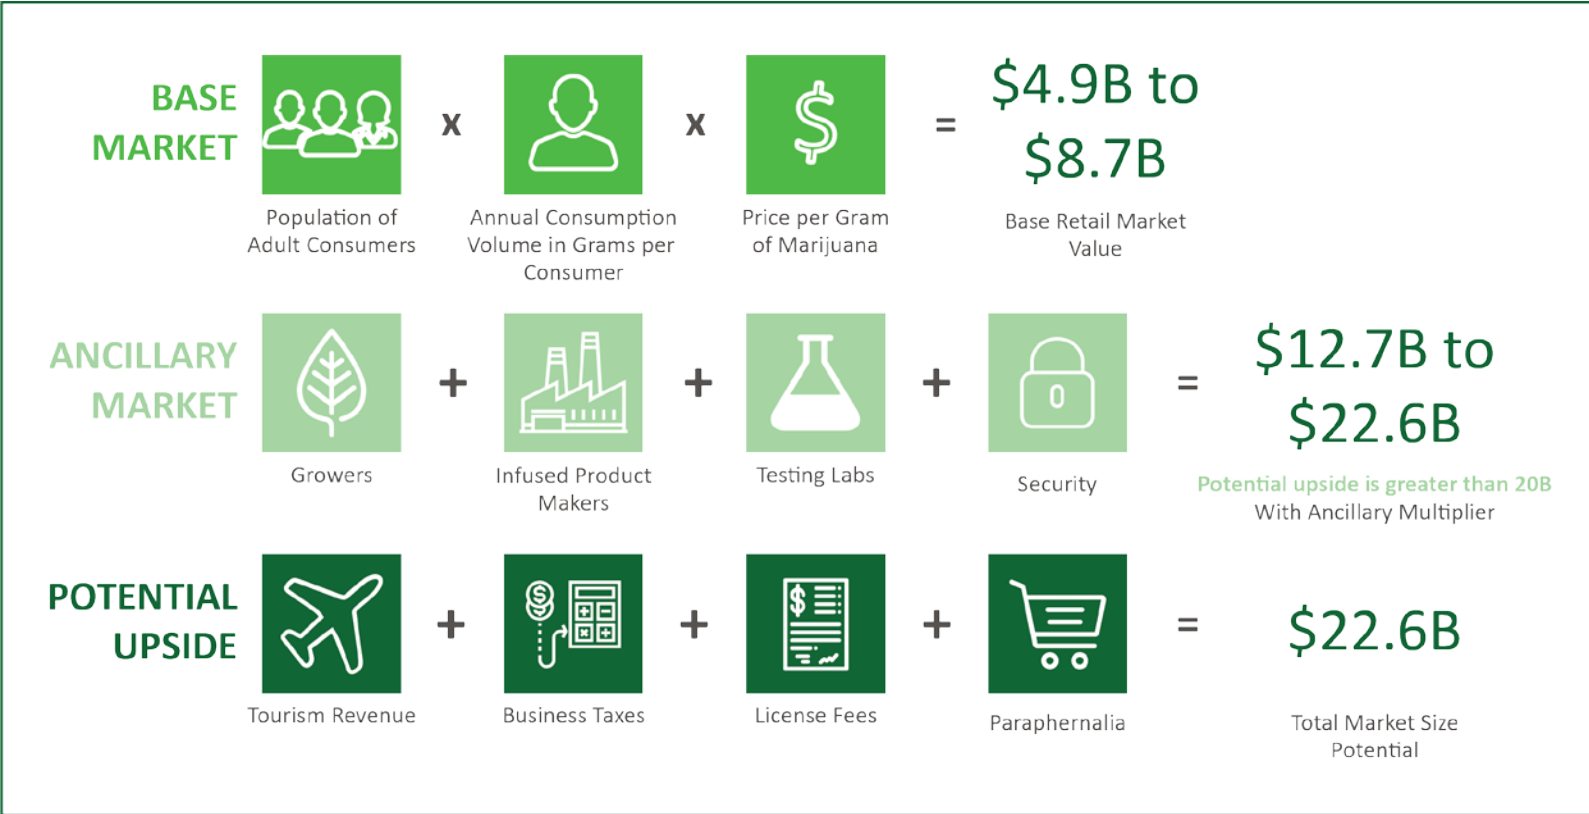 BASE
MARKET
x
x
=
$4.9B to
$8.7B
Population of
Adult Consumers
Annual Consumption
Volume in Grams per
Consumer
Price per Gram
of Marijuana
Base Retail Market
Value
ANCILLARY
MARKET
+
+
+
=
$12.7B to
$22.6B
Growers
Infused Product
Makers
Testing Labs
Security
Potential upside is greater than 20B
With Ancillary Multiplier
POTENTIAL
UPSIDE
+
+
+
=
$22.6B
Tourism Revenue
Business Taxes
License Fees
Paraphernalia
Total Market Size
Potential